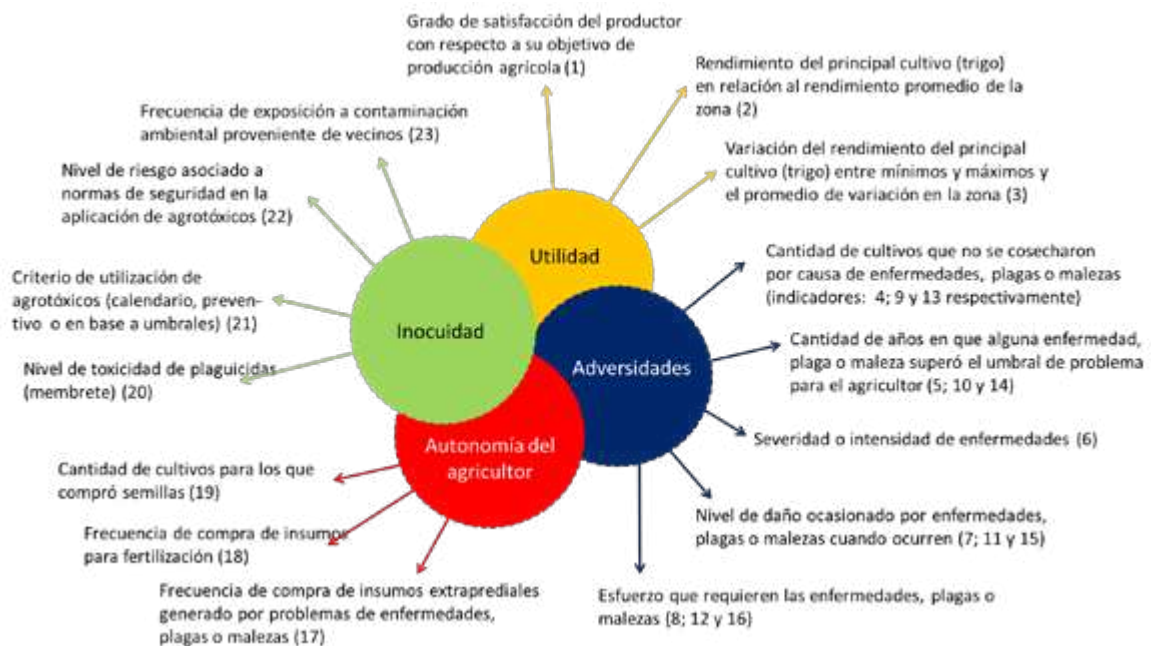 Grado de satisfacción del productor
con respecto a su objetivo de
producción agrícola (1)
Rendimiento del principal cultivo (trigo)
en relación al rendimiento promedio de la
zona (2)
Frecuencia de exposición a contaminación
ambiental proveniente de vecinos (23)
Variación del rendimiento del principal
cultivo (trigo) entre mínimos y máximos y
el promedio de variación en la zona (3)
Nivel de riesgo asociado a
normas de seguridad en la
aplicación de agrotóxicos (22)
Utilidad
Cantidad de cultivos que no se cosecharon
por causa de enfermedades, plagas o malezas
(indicadores: 4; 9 y 13 respectivamente)
Criterio de utilización de
agrotóxicos (calendario, preven-
tivo o en base a umbrales) (21)
Inocuidad
Adversidades
Cantidad de años en que alguna enfermedad,
plaga o maleza superó el umbral de problema
para el agricultor (5; 10 y 14)
Nivel de toxicidad de plaguicidas
(membrete) (20)
Severidad o intensidad de enfermedades (6)
Autonomía del
agricultor
Cantidad de cultivos para los que
compró semillas (19)
Nivel de daño ocasionado por enfermedades,
plagas o malezas cuando ocurren (7; 11 y 15)
Frecuencia de compra de insumos
para fertilización (18)
Frecuencia de compra de insumos extraprediales
generado por problemas de enfermedades,
plagas o malezas (17)
Esfuerzo que requieren las enfermedades, plagas o
malezas (8; 12 y 16)